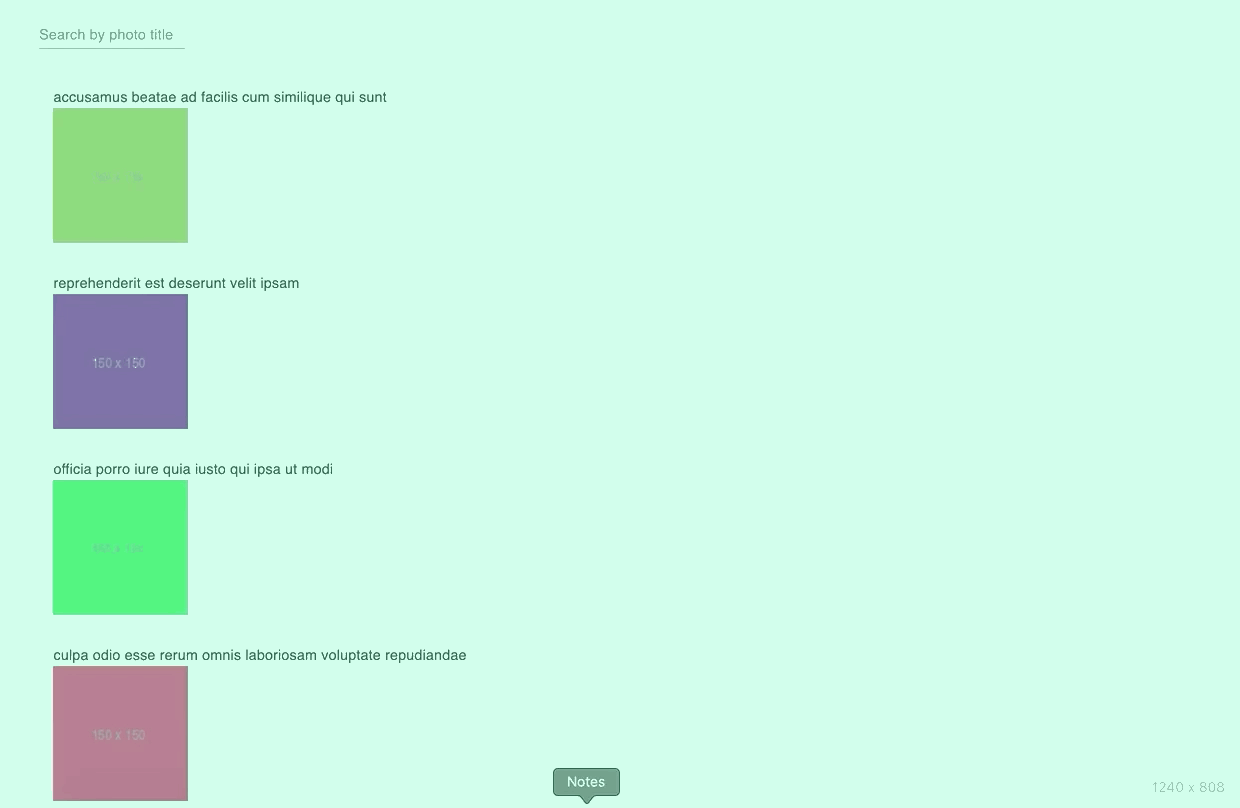 Search by photo title
accusamus beatae ad facilis cum similique qui sunt
reprehenderit est deserunt velit ipsam
150 x 150
officia porro iure quia iusto qui ipsa ut modi
culpa odio esse rerum omnis laboriosam voluptate repudiandae
150 x 150
Notes
1240 x 808